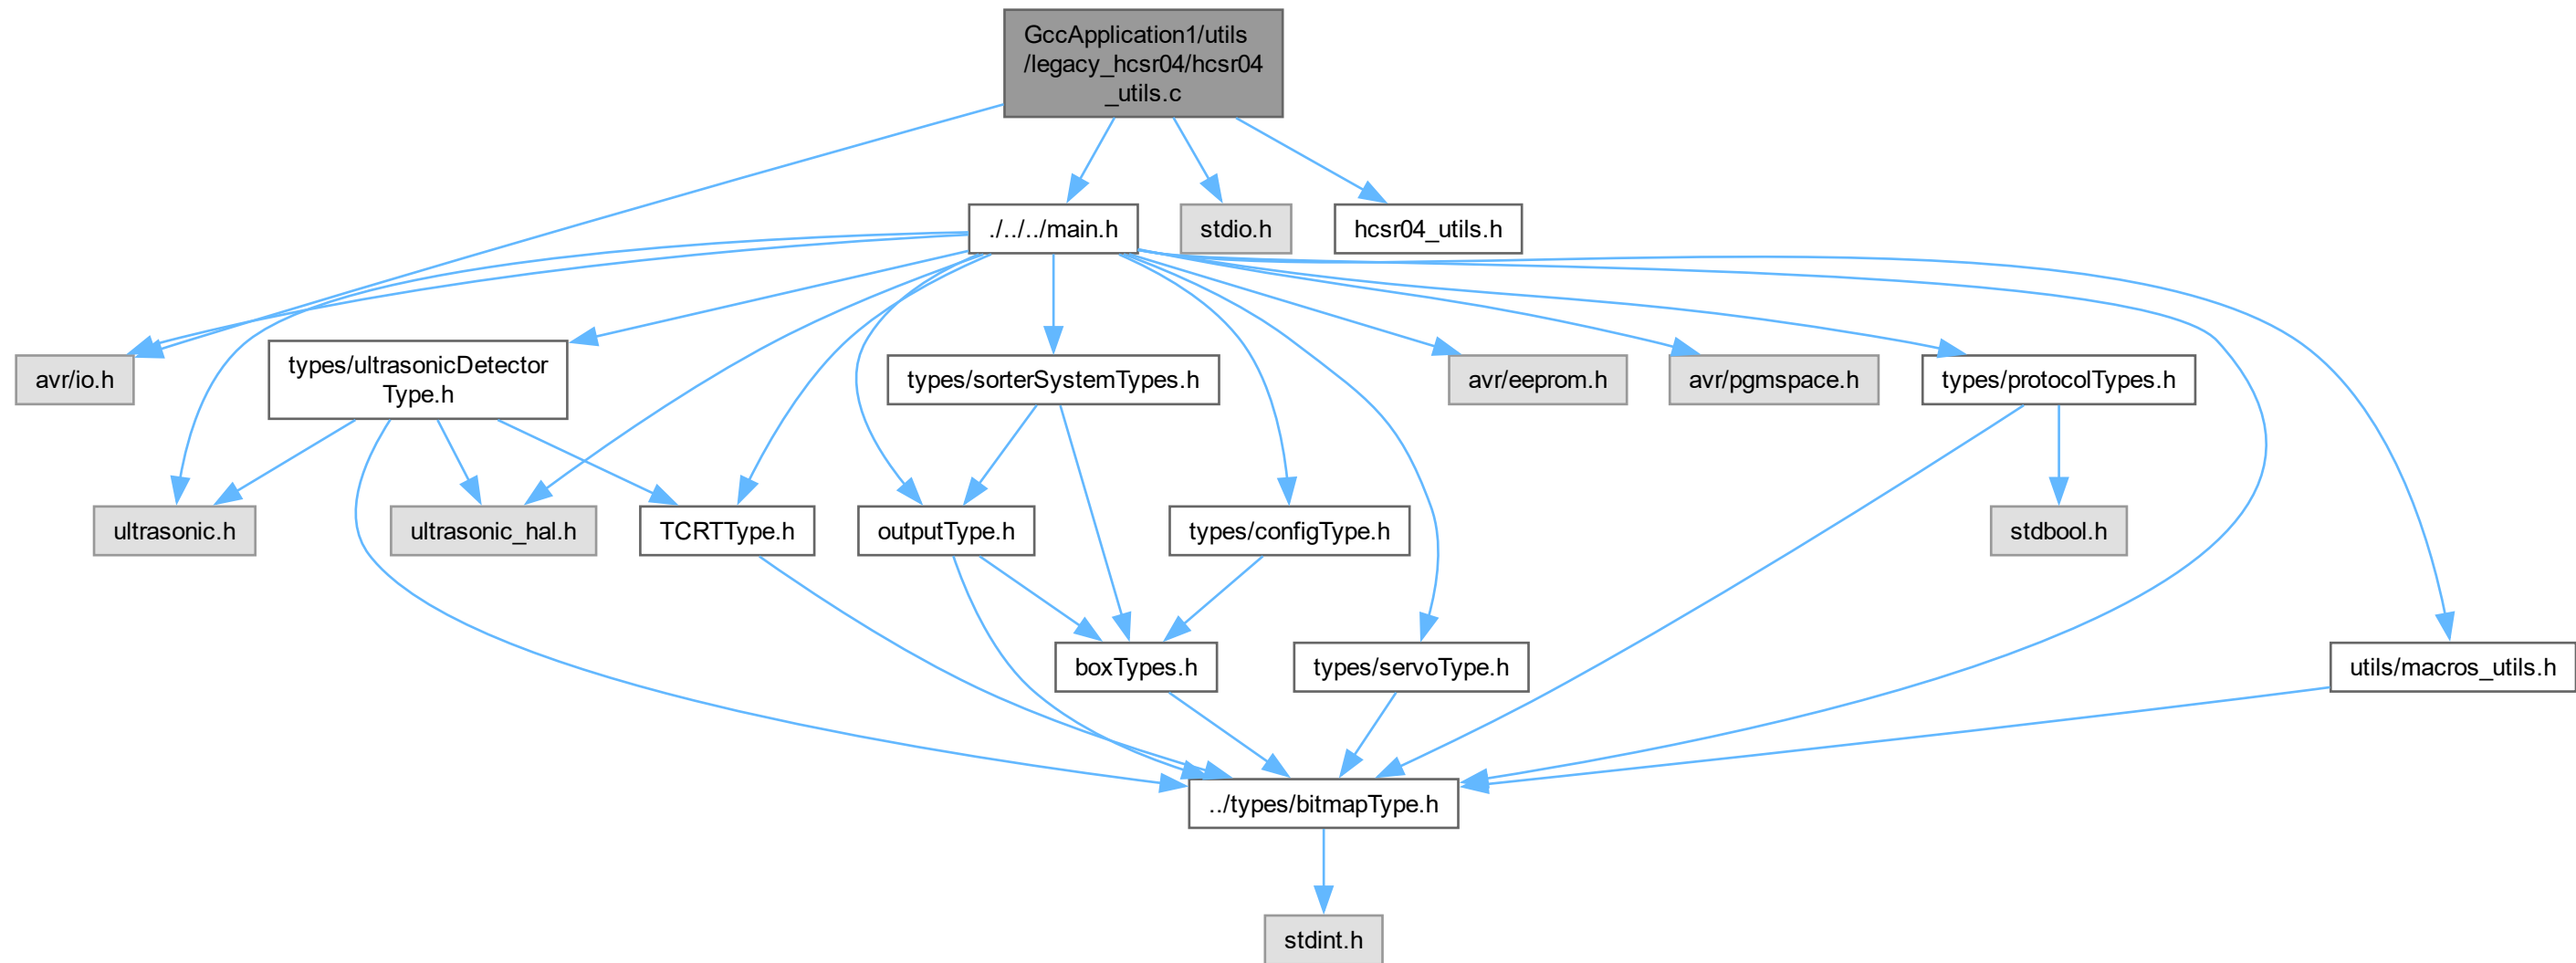 GccApplication1/utils
/legacy_hcsr04/hcsr04
_utils.c
./../../main.h
stdio.h
hcsr04_utils.h
avr/io.h
types/ultrasonicDetector
Type.h
types/sorterSystemTypes.h
avr/eeprom.h
avr/pgmspace.h
types/protocolTypes.h
ultrasonic.h
ultrasonic_hal.h
TCRTType.h
outputType.h
types/configType.h
stdbool.h
boxTypes.h
types/servoType.h
utils/macros_utils.h
../types/bitmapType.h
stdint.h